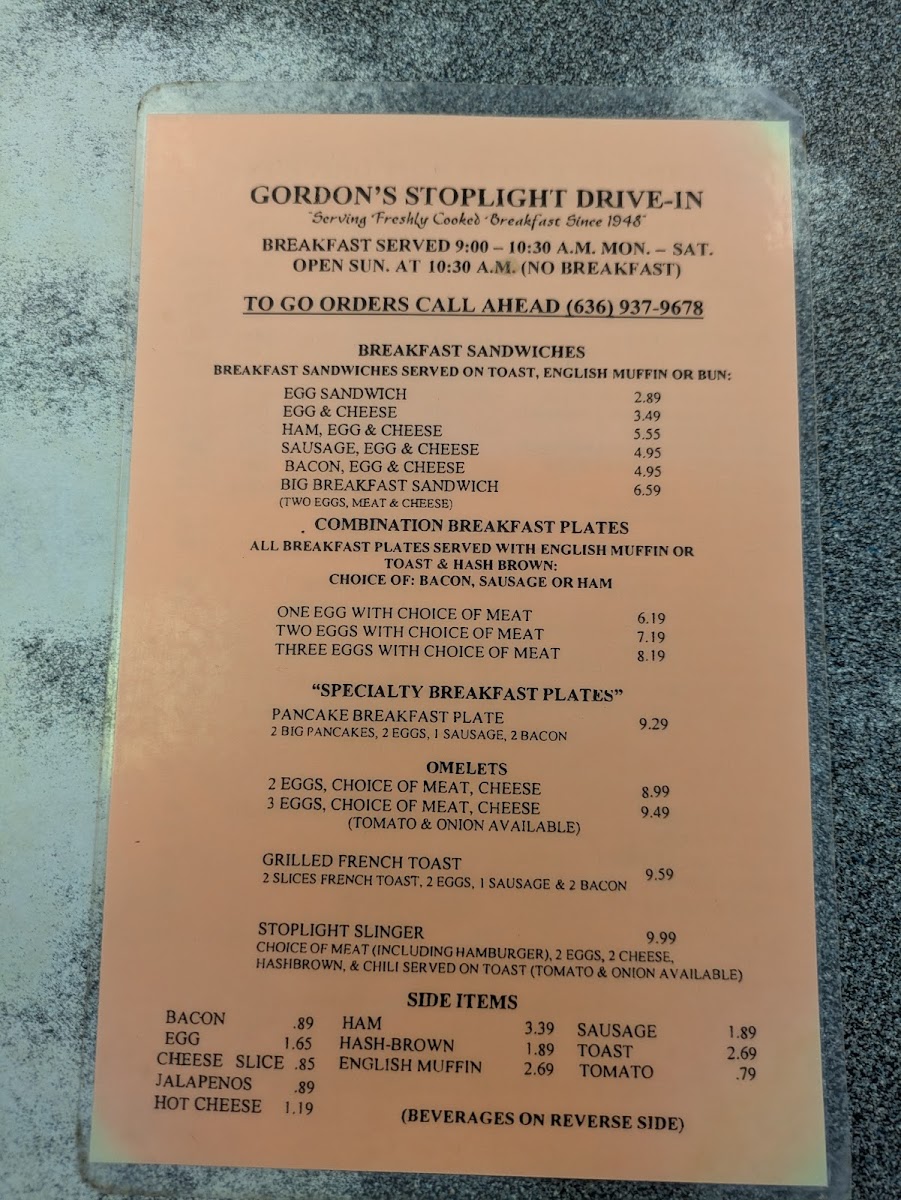 GORDON'S STOPLIGHT DRIVE-IN
"Serving Freshly Cooked Breakfast Since 1948"
BREAKFAST SERVED 9:00 – 10:30 A.M. MON. – SAT.
OPEN SUN. AT 10:30 A.M. (NO BREAKFAST)
TO GO ORDERS CALL AHEAD (636) 937-9678
BREAKFAST SANDWICHES
BREAKFAST SANDWICHES SERVED ON TOAST, ENGLISH MUFFIN OR BUN:
EGG SANDWICH 2.89
EGG & CHEESE 3.49
HAM, EGG & CHEESE 5.55
SAUSAGE, EGG & CHEESE 4.95
BACON, EGG & CHEESE 4.95
BIG BREAKFAST SANDWICH 6.59
(TWO EGGS, MEAT & CHEESE)
COMBINATION BREAKFAST PLATES
ALL BREAKFAST PLATES SERVED WITH ENGLISH MUFFIN OR
TOAST & HASH BROWN:
CHOICE OF: BACON, SAUSAGE OR HAM
ONE EGG WITH CHOICE OF MEAT 6.19
TWO EGGS WITH CHOICE OF MEAT 7.19
THREE EGGS WITH CHOICE OF MEAT 8.19
"SPECIALTY BREAKFAST PLATES"
PANCAKE BREAKFAST PLATE 9.29
2 BIG PANCAKES, 2 EGGS, 1 SAUSAGE, 2 BACON
OMELETS
2 EGGS, CHOICE OF MEAT, CHEESE 8.99
3 EGGS, CHOICE OF MEAT, CHEESE 9.49
(TOMATO & ONION AVAILABLE)
GRILLED FRENCH TOAST 9.59
2 SLICES FRENCH TOAST, 2 EGGS, 1 SAUSAGE & 2 BACON
STOPLIGHT SLINGER 9.99
CHOICE OF MEAT (INCLUDING HAMBURGER), 2 EGGS, 2 CHEESE,
HASHBROWN, & CHILI SERVED ON TOAST (TOMATO & ONION AVAILABLE)
SIDE ITEMS
BACON .89 HAM 3.39 SAUSAGE 1.89
EGG 1.65 HASH-BROWN 1.89 TOAST 2.69
CHEESE SLICE .85 ENGLISH MUFFIN 2.69 TOMATO .79
JALAPENOS .89
HOT CHEESE 1.19
(BEVERAGES ON REVERSE SIDE)